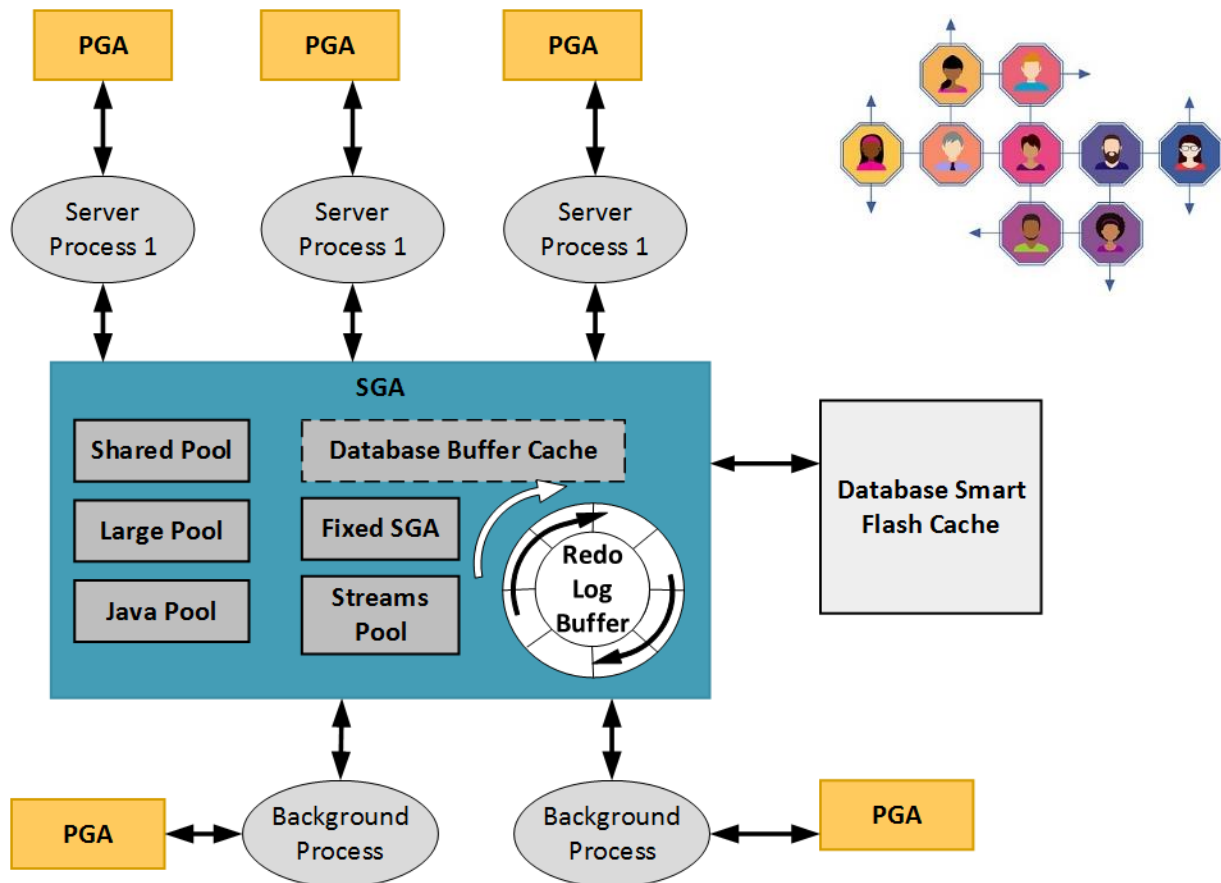 PGA
PGA
PGA
Server
Process 1
Server
Process 1
Server
Process 1
SGA
Shared Pool
Database Buffer Cache
Large Pool
Fixed SGA
Java Pool
Streams
Pool
Redo
Log
Buffer
Database Smart
Flash Cache
PGA
Background
Process
Background
Process
PGA